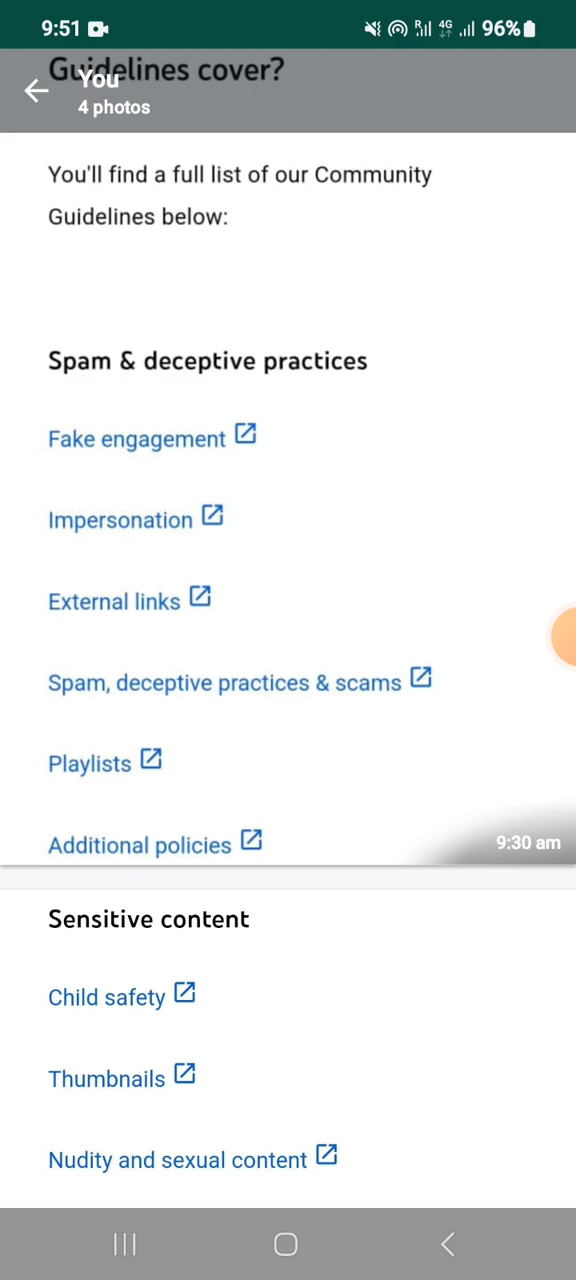 9:51
R 4G 96%
Guidelines cover?
You
4 photos
You'll find a full list of our Community
Guidelines below:
Spam & deceptive practices
Fake engagement
Impersonation
External links
Spam, deceptive practices & scams
Playlists
Additional policies
9:30 am
Sensitive content
Child safety
Thumbnails
Nudity and sexual content